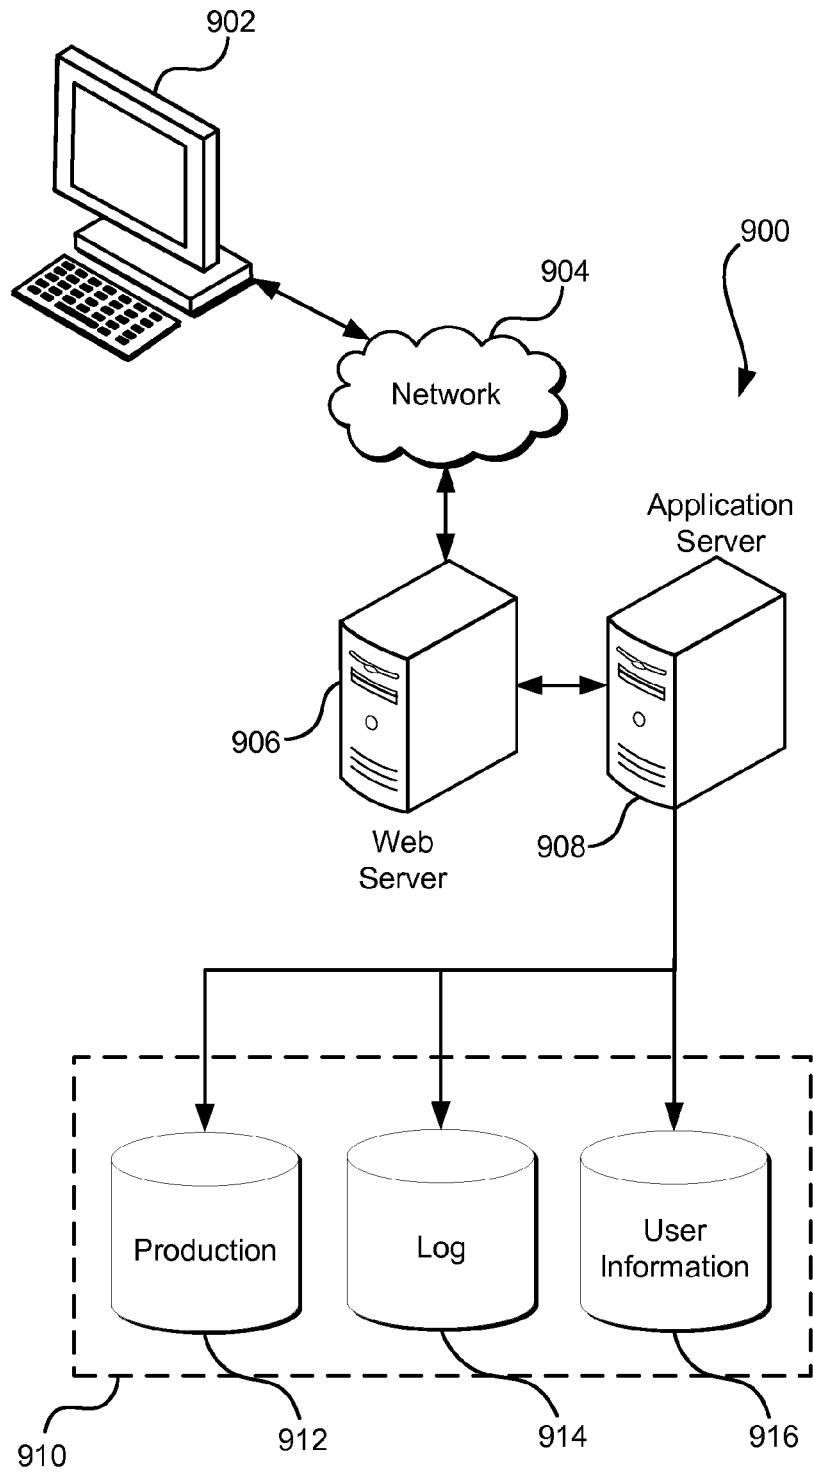 902
900
904
Network
Application
Server
906
908
Web
Server
Production
Log
User
Information
910
912
914
916